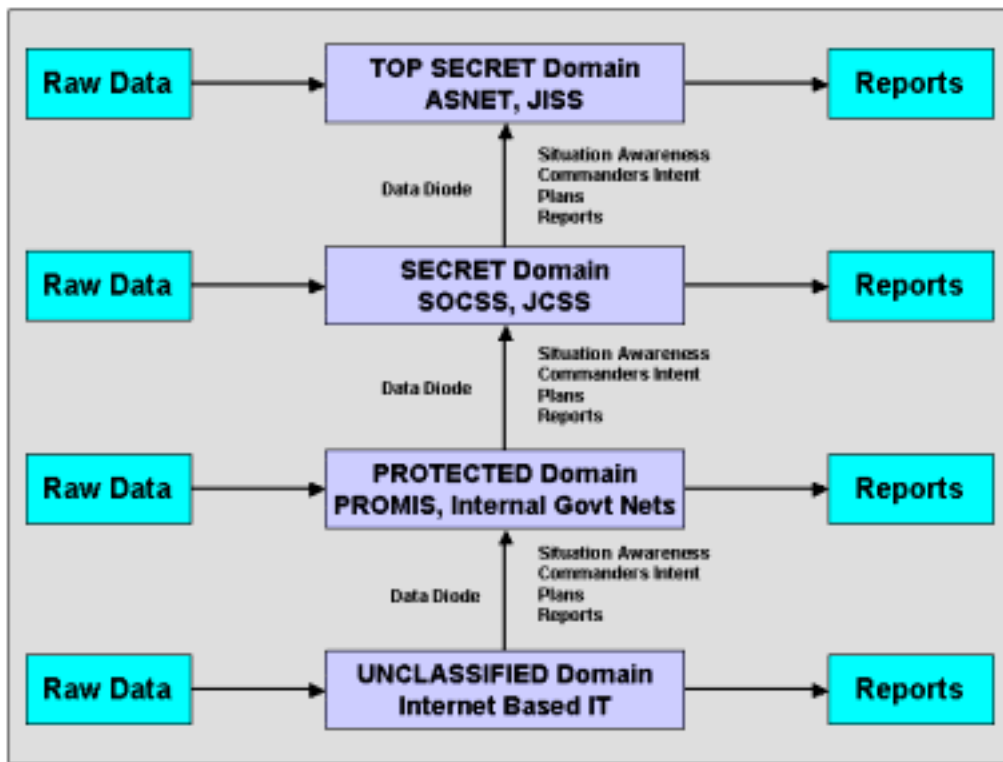 Raw Data
TOP SECRET Domain
ASNET, JISS
Reports
Data Diode
Situation Awareness
Commanders Intent
Plans
Reports
Raw Data
SECRET Domain
SOCSS, JCSS
Reports
Data Diode
Situation Awareness
Commanders Intent
Plans
Reports
Raw Data
PROTECTED Domain
PROMIS, Internal Govt Nets
Reports
Data Diode
Situation Awareness
Commanders Intent
Plans
Reports
Raw Data
UNCLASSIFIED Domain
Internet Based IT
Reports